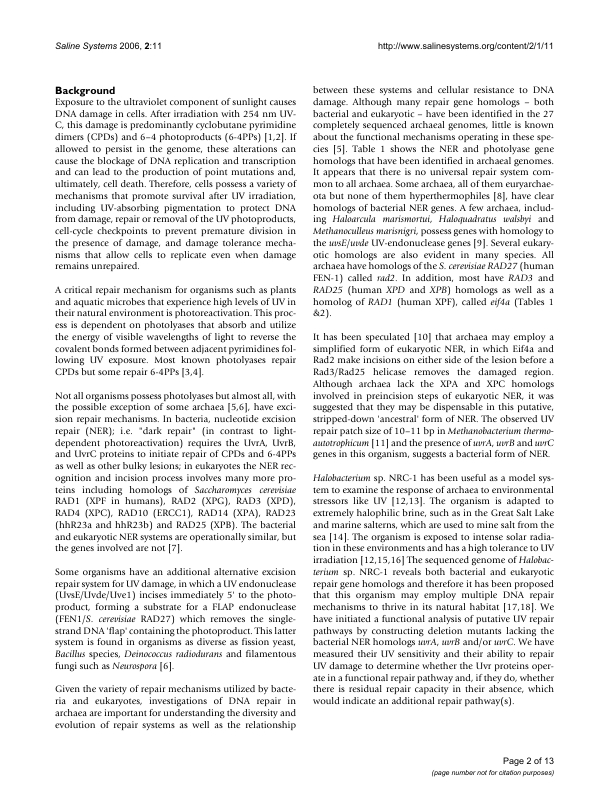 Saline Systems 2006, 2:11
http://www.salinesystems.org/content/2/1/11
Background
Exposure to the ultraviolet component of sunlight causes
DNA damage in cells. After irradiation with 254 nm UV-
C, this damage is predominantly cyclobutane pyrimidine
dimers (CPDs) and 6–4 photoproducts (6-4PPs) [1,2]. If
allowed to persist in the genome, these alterations can
cause the blockage of DNA replication and transcription
and can lead to the production of point mutations and,
ultimately, cell death. Therefore, cells possess a variety of
mechanisms that promote survival after UV irradiation,
including UV-absorbing pigmentation to protect DNA
from damage, repair or removal of the UV photoproducts,
cell-cycle checkpoints to prevent premature division in
the presence of damage, and damage tolerance mecha-
nisms that allow cells to replicate even when damage
remains unrepaired.
A critical repair mechanism for organisms such as plants
and aquatic microbes that experience high levels of UV in
their natural environment is photoreactivation. This proc-
ess is dependent on photolyases that absorb and utilize
the energy of visible wavelengths of light to reverse the
covalent bonds formed between adjacent pyrimidines fol-
lowing UV exposure. Most known photolyases repair
CPDs but some repair 6-4PPs [3,4].
Not all organisms possess photolyases but almost all, with
the possible exception of some archaea [5,6], have exci-
sion repair mechanisms. In bacteria, nucleotide excision
repair (NER); i.e. "dark repair" (in contrast to light-
dependent photoreactivation) requires the UvrA, UvrB,
and UvrC proteins to initiate repair of CPDs and 6-4PPs
as well as other bulky lesions; in eukaryotes the NER rec-
ognition and incision process involves many more pro-
teins including homologs of Saccharomyces cerevisiae
RAD1 (XPF in humans), RAD2 (XPG), RAD3 (XPD),
RAD4 (XPC), RAD10 (ERCC1), RAD14 (XPA), RAD23
(hhR23a and hhR23b) and RAD25 (XPB). The bacterial
and eukaryotic NER systems are operationally similar, but
the genes involved are not [7].
Some organisms have an additional alternative excision
repair system for UV damage, in which a UV endonuclease
(UvsE/Uvde/Uve1) incises immediately 5' to the photo-
product, forming a substrate for a FLAP endonuclease
(FEN1/S. cerevisiae RAD27) which removes the single-
strand DNA 'flap' containing the photoproduct. This latter
system is found in organisms as diverse as fission yeast,
Bacillus species, Deinococcus radiodurans and filamentous
fungi such as Neurospora [6].
Given the variety of repair mechanisms utilized by bacte-
ria and eukaryotes, investigations of DNA repair in
archaea are important for understanding the diversity and
evolution of repair systems as well as the relationship
between these systems and cellular resistance to DNA
damage. Although many repair gene homologs – both
bacterial and eukaryotic – have been identified in the 27
completely sequenced archaeal genomes, little is known
about the functional mechanisms operating in these spe-
cies [5]. Table 1 shows the NER and photolyase gene
homologs that have been identified in archaeal genomes.
It appears that there is no universal repair system com-
mon to all archaea. Some archaea, all of them euryarchae-
ota but none of them hyperthermophiles [8], have clear
homologs of bacterial NER genes. A few archaea, includ-
ing Haloarcula marismortui, Haloquadratus walsbyi and
Methanoculleus marisnigri, possess genes with homology to
the uvsE/uvde UV-endonuclease genes [9]. Several eukary-
otic homologs are also evident in many species. All
archaea have homologs of the S. cerevisiae RAD27 (human
FEN-1) called rad2. In addition, most have RAD3 and
RAD25 (human XPD and XPB) homologs as well as a
homolog of RAD1 (human XPF), called eif4a (Tables 1
&2).
It has been speculated [10] that archaea may employ a
simplified form of eukaryotic NER, in which Eif4a and
Rad2 make incisions on either side of the lesion before a
Rad3/Rad25 helicase removes the damaged region.
Although archaea lack the XPA and XPC homologs
involved in preincision steps of eukaryotic NER, it was
suggested that they may be dispensable in this putative,
stripped-down 'ancestral' form of NER. The observed UV
repair patch size of 10–11 bp in Methanobacterium thermo-
autotrophicum [11] and the presence of uvrA, uvrB and uvrC
genes in this organism, suggests a bacterial form of NER.
Halobacterium sp. NRC-1 has been useful as a model sys-
tem to examine the response of archaea to environmental
stressors like UV [12,13]. The organism is adapted to
extremely halophilic brine, such as in the Great Salt Lake
and marine salterns, which are used to mine salt from the
sea [14]. The organism is exposed to intense solar radia-
tion in these environments and has a high tolerance to UV
irradiation [12,15,16] The sequenced genome of Halobac-
terium sp. NRC-1 reveals both bacterial and eukaryotic
repair gene homologs and therefore it has been proposed
that this organism may employ multiple DNA repair
mechanisms to thrive in its natural habitat [17,18]. We
have initiated a functional analysis of putative UV repair
pathways by constructing deletion mutants lacking the
bacterial NER homologs uvrA, uvrB and/or uvrC. We have
measured their UV sensitivity and their ability to repair
UV damage to determine whether the Uvr proteins oper-
ate in a functional repair pathway and, if they do, whether
there is residual repair capacity in their absence, which
would indicate an additional repair pathway(s).
Page 2 of 13
(page number not for citation purposes)